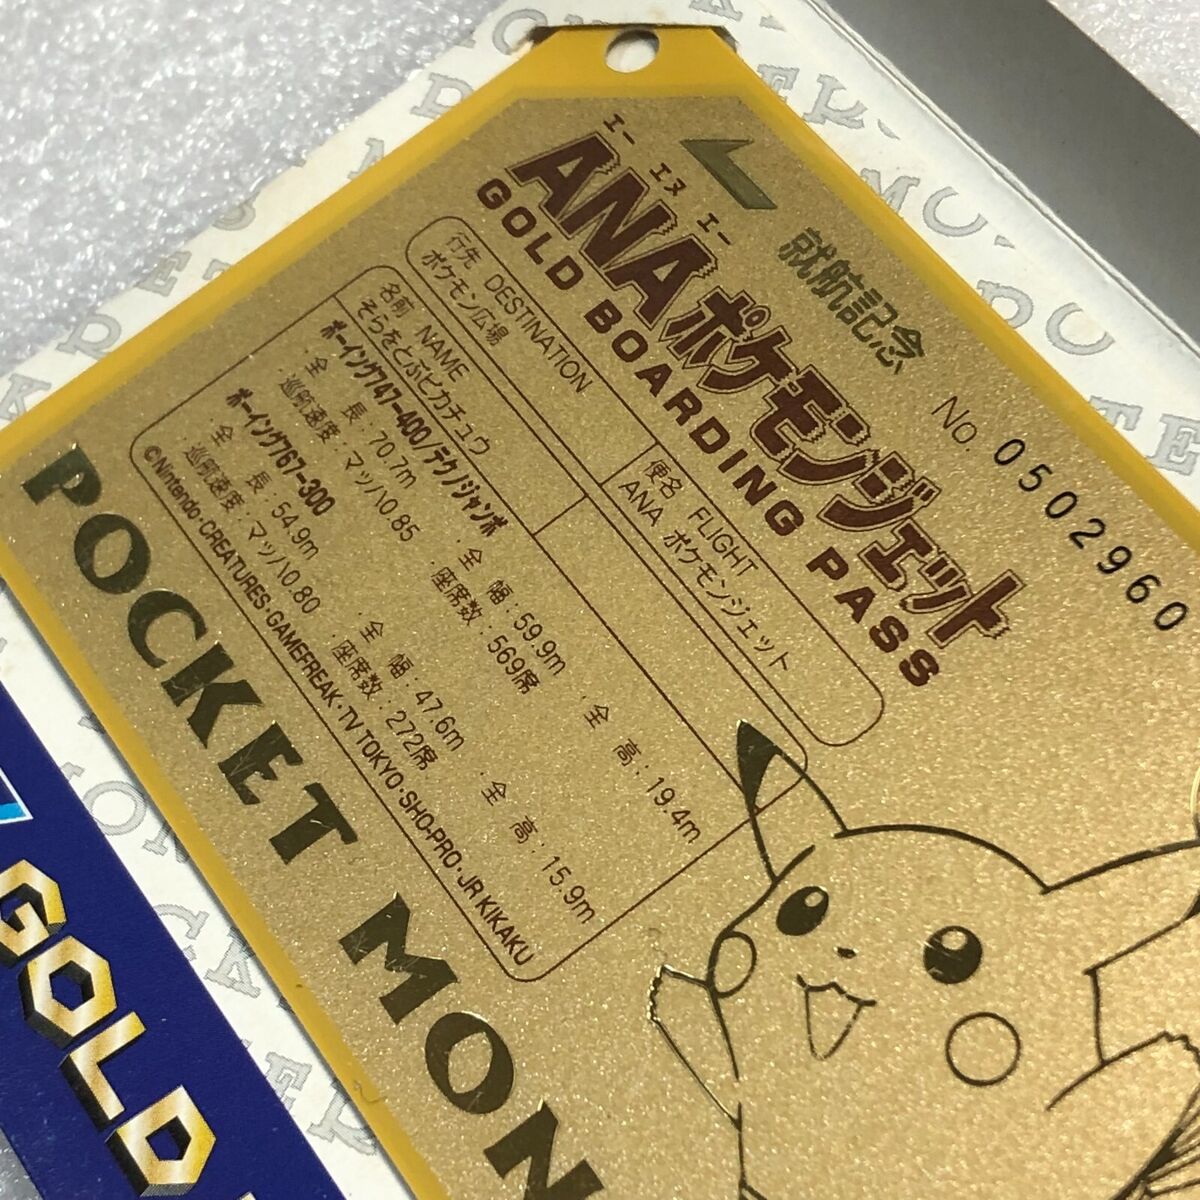 就航記念
No. 0502960
エー エヌ エー
ANAポケモンジェット
GOLD BOARDING PASS
行先 DESTINATION
ポケモン広場
便名 FLIGHT
ANA ポケモンジェット
名前 NAME
そらをとぶピカチュウ
ボーイング747-400/テクノジャンボ
・全長:70.7m ・全幅:59.9m ・全高:19.4m
・巡航速度:マッハ0.85 ・座席数:569席
ボーイング767-300
・全長:54.9m ・全幅:47.6m ・全高:15.9m
・巡航速度:マッハ0.80 ・座席数:272席
©Nintendo・CREATURES・GAMEFREAK・TV TOKYO・SHO-PRO・JR KIKAKU
POCKET MON
GOLD